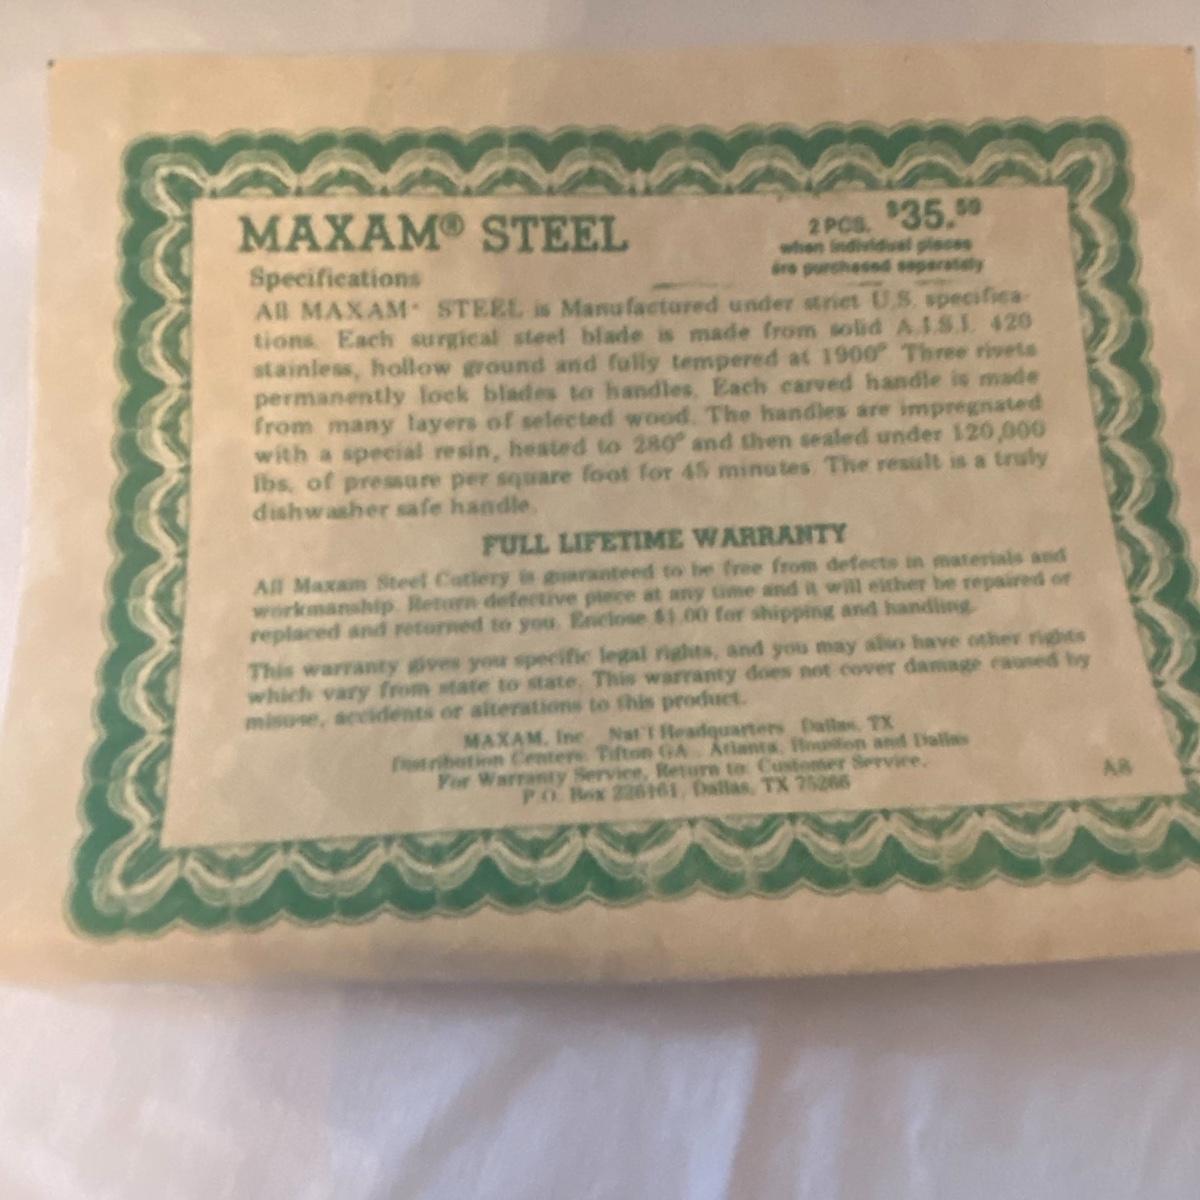 MAXAM® STEEL
2 PCS. $35.50
when individual pieces
are purchased separately
Specifications
All MAXAM® STEEL is Manufactured under strict U.S. specifica-
tions. Each surgical steel blade is made from solid A.I.S.I. 420
stainless, hollow ground and fully tempered at 1900° Three rivets
permanently lock blades to handles. Each carved handle is made
from many layers of selected wood. The handles are impregnated
with a special resin, heated to 280° and then sealed under 120,000
lbs. of pressure per square foot for 45 minutes. The result is a truly
dishwasher safe handle.
FULL LIFETIME WARRANTY
All Maxam Steel Cutlery is guaranteed to be free from defects in materials and
workmanship. Return defective piece at any time and it will either be repaired or
replaced and returned to you. Enclose $1.00 for shipping and handling.
This warranty gives you specific legal rights, and you may also have other rights
which vary from state to state. This warranty does not cover damage caused by
misuse, accidents or alterations to this product.
MAXAM, Inc. Nat'l Headquarters Dallas, TX
Distribution Centers: Tifton GA., Atlanta, Houston and Dallas
For Warranty Service, Return to: Customer Service,
P.O. Box 226161, Dallas, TX 75266
A8